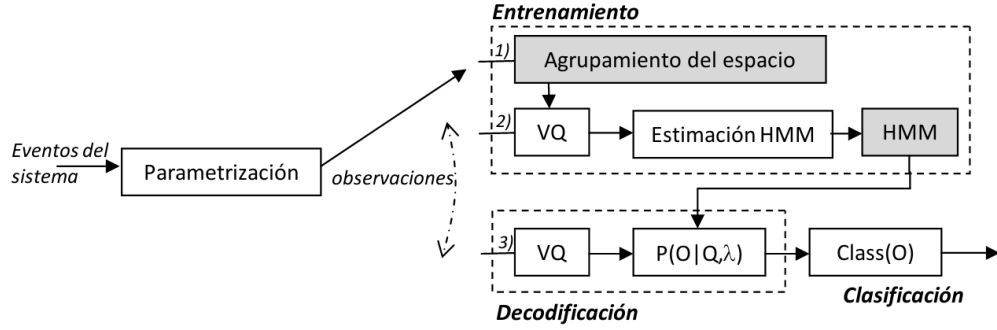 Entrenamiento
1)
Agrupamiento del espacio
2)
VQ
Estimación HMM
HMM
Eventos del
sistema
Parametrización
observaciones
3)
VQ
P(O|Q,λ)
Class(O)
Decodificación
Clasificación